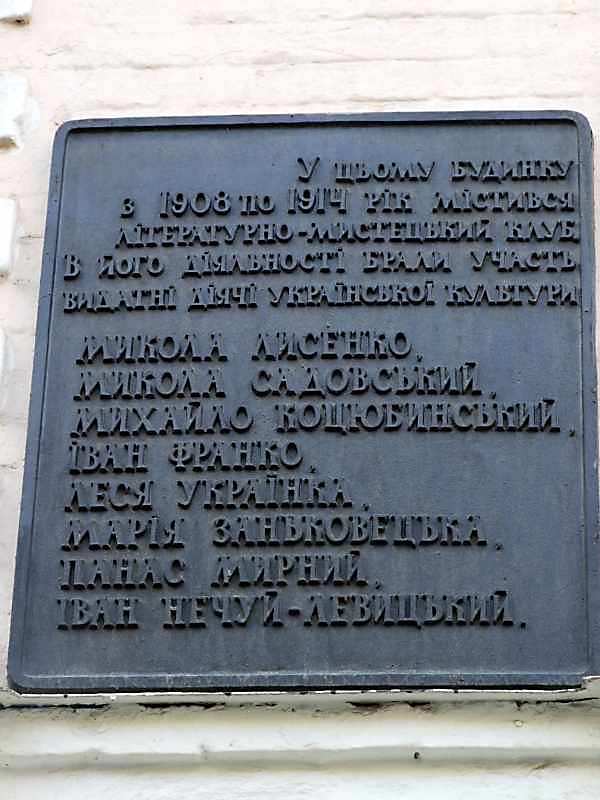 У цьому будинку
з 1908 по 1914 рік містився
літературно-мистецький клуб.
В його діяльності брали участь
видатні діячі української культури
Микола Лисенко,
Микола Садовський,
Михайло Коцюбинський,
Іван Франко,
Леся Українка,
Марія Заньковецька,
Панас Мирний,
Іван Нечуй-Левицький.